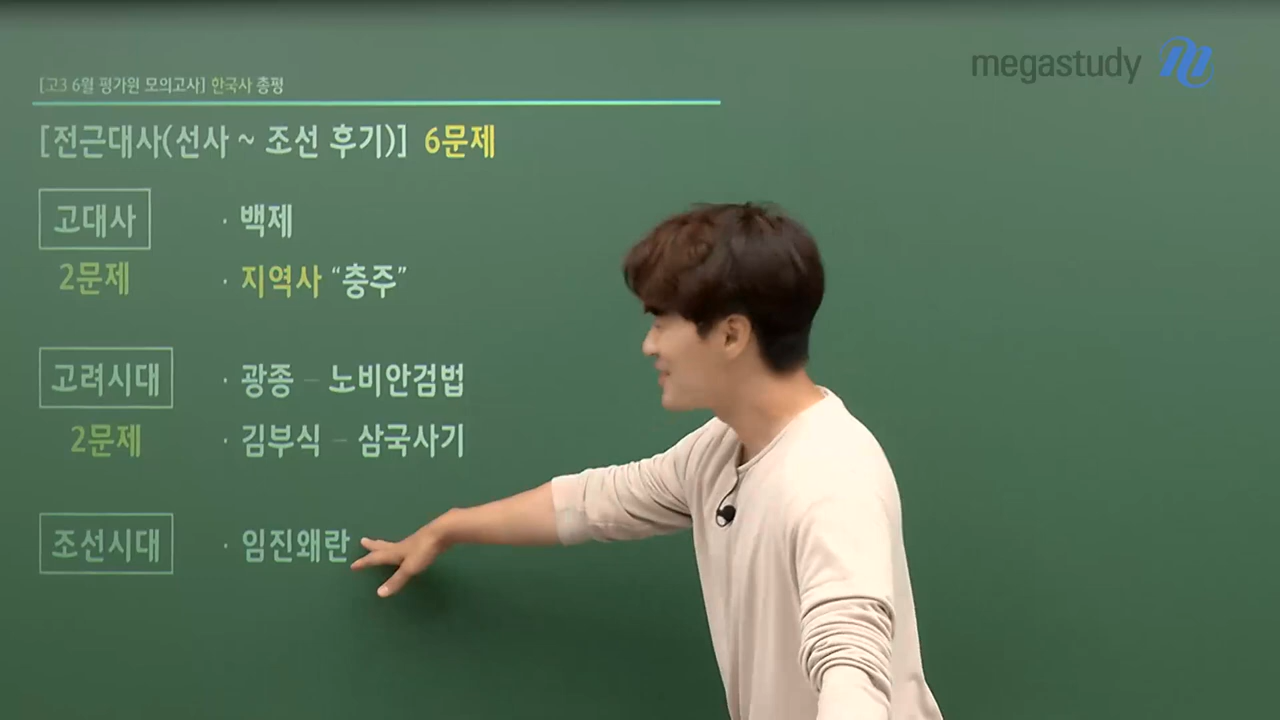 megastudy
[고3 6월 평가원 모의고사] 한국사 총평
[전근대사(선사 ~ 조선 후기)] 6문제
고대사 · 백제
2문제 · 지역사 “충주”
고려시대 · 광종 - 노비안검법
2문제 · 김부식 - 삼국사기
조선시대 · 임진왜란